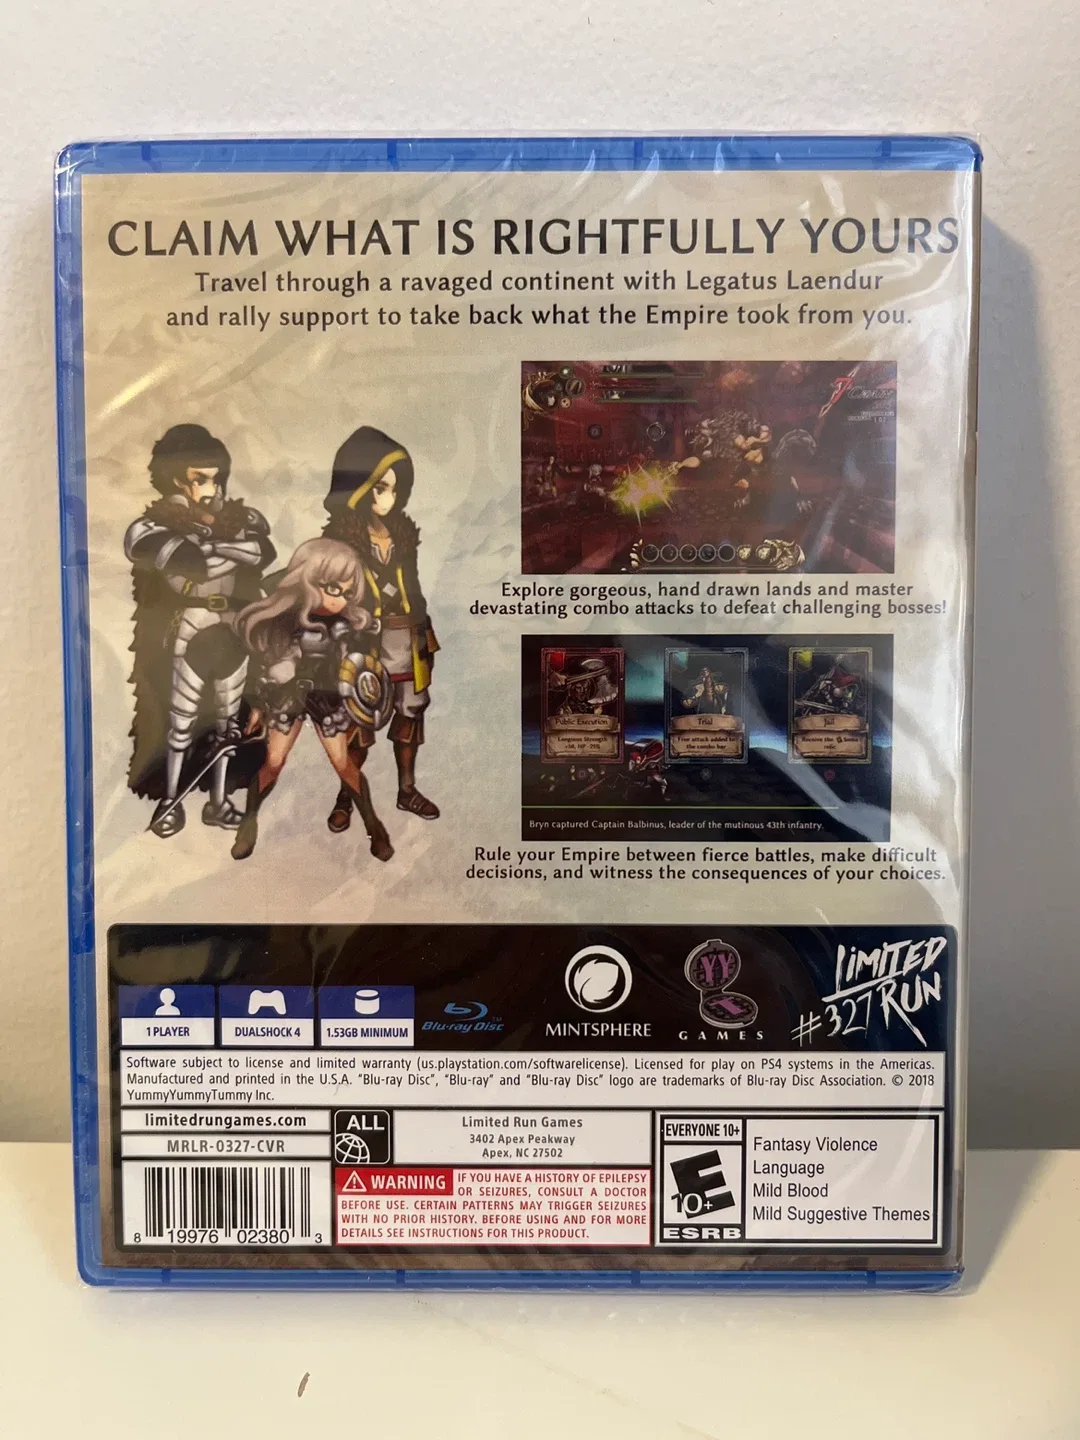 CLAIM WHAT IS RIGHTFULLY YOURS
Travel through a ravaged continent with Legatus Laendur
and rally support to take back what the Empire took from you.
Explore gorgeous, hand drawn lands and master
devastating combo attacks to defeat challenging bosses!
Public Execution
Trial
Jail
Free attack added to
the combo bar
Bryn captured Captain Balbinus, leader of the mutinous 43th infantry.
Rule your Empire between fierce battles, make difficult
decisions, and witness the consequences of your choices.
1 PLAYER
DUALSHOCK 4
1.53GB MINIMUM
Blu-ray Disc™
MINTSPHERE
YY
T
GAMES
LIMITED
RUN
#327
Software subject to license and limited warranty (us.playstation.com/softwarelicense). Licensed for play on PS4 systems in the Americas.
Manufactured and printed in the U.S.A. "Blu-ray Disc", "Blu-ray" and "Blu-ray Disc" logo are trademarks of Blu-ray Disc Association. © 2018
YummyYummyTummy Inc.
limitedrungames.com
MRLR-0327-CVR
8 19976 02380 3
ALL
Limited Run Games
3402 Apex Peakway
Apex, NC 27502
WARNING IF YOU HAVE A HISTORY OF EPILEPSY
OR SEIZURES, CONSULT A DOCTOR
BEFORE USE. CERTAIN PATTERNS MAY TRIGGER SEIZURES
WITH NO PRIOR HISTORY. BEFORE USING AND FOR MORE
DETAILS SEE INSTRUCTIONS FOR THIS PRODUCT.
EVERYONE 10+
E
10+
ESRB
Fantasy Violence
Language
Mild Blood
Mild Suggestive Themes